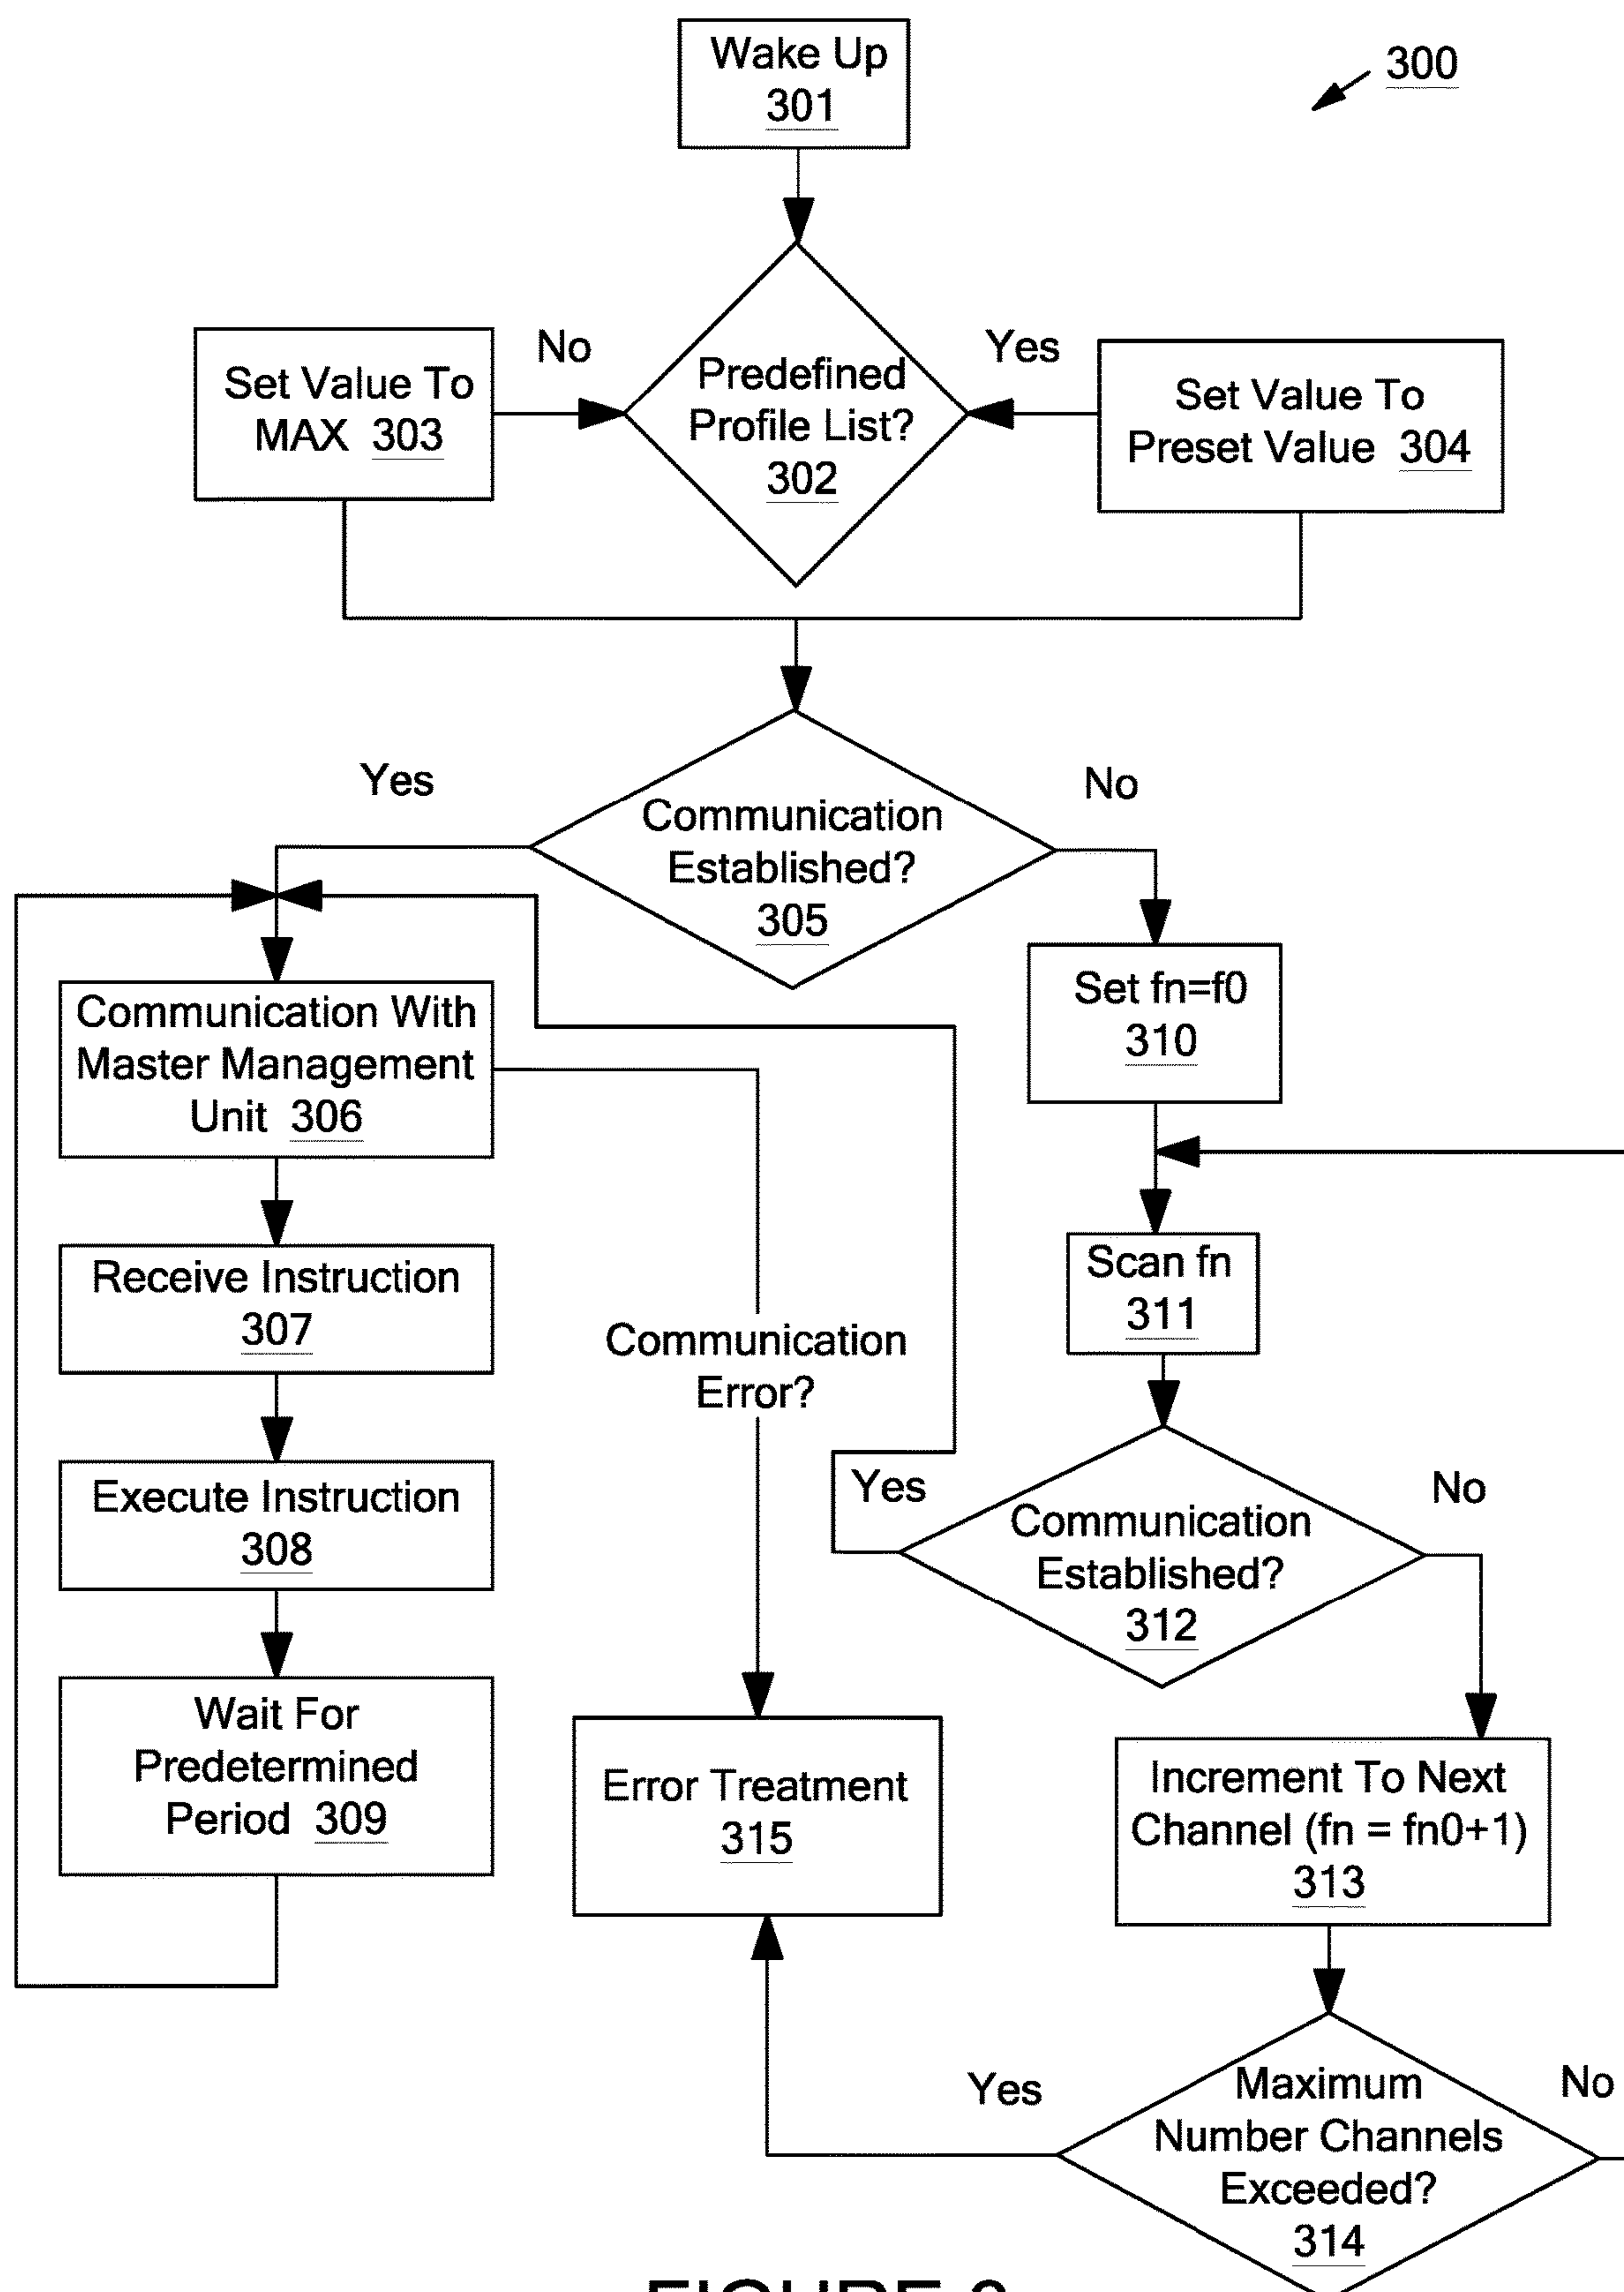 Wake Up
301
300
No
Yes
Set Value To
MAX 303
Predefined
Profile List?
302
Set Value To
Preset Value 304
Yes
No
Communication
Established?
305
Communication With
Master Management
Unit 306
Set fn=f0
310
Receive Instruction
307
Scan fn
311
Communication
Error?
Execute Instruction
308
Yes
No
Communication
Established?
312
Wait For
Predetermined
Period 309
Error Treatment
315
Increment To Next
Channel (fn = fn0+1)
313
Yes
No
Maximum
Number Channels
Exceeded?
314
FIGURE